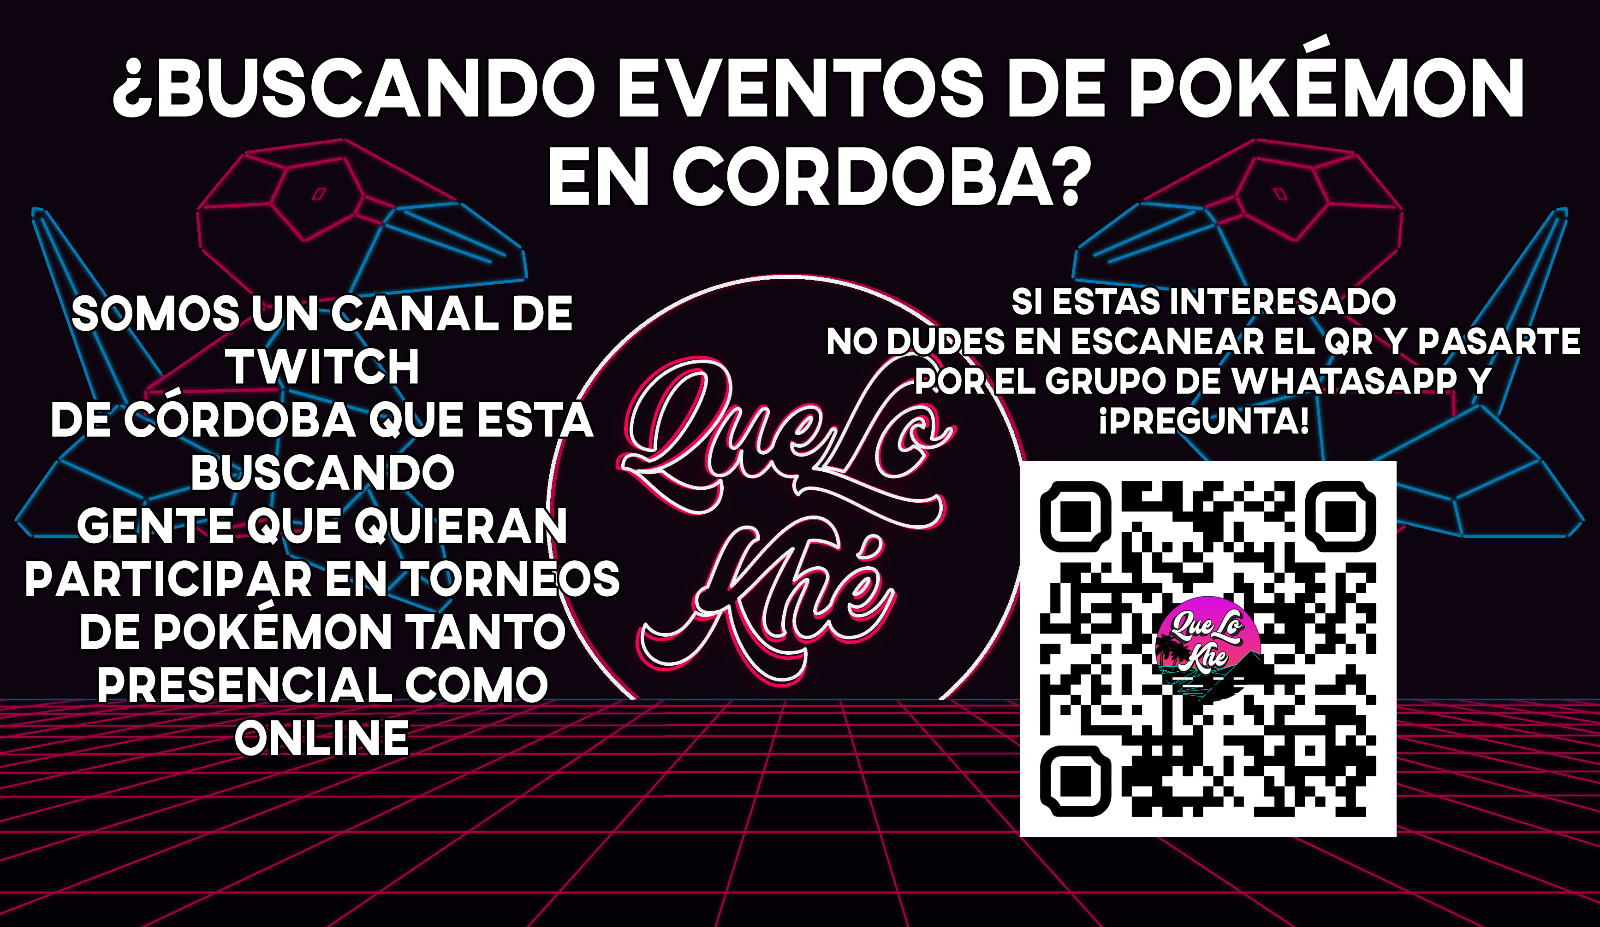 ¿BUSCANDO EVENTOS DE POKÉMON
EN CORDOBA?
SOMOS UN CANAL DE
TWITCH
DE CÓRDOBA QUE ESTA
BUSCANDO
GENTE QUE QUIERAN
PARTICIPAR EN TORNEOS
DE POKÉMON TANTO
PRESENCIAL COMO
ONLINE
Que Lo
Khé
SI ESTAS INTERESADO
NO DUDES EN ESCANEAR EL QR Y PASARTE
POR EL GRUPO DE WHATASAPP Y
¡PREGUNTA!
Que Lo
Khe